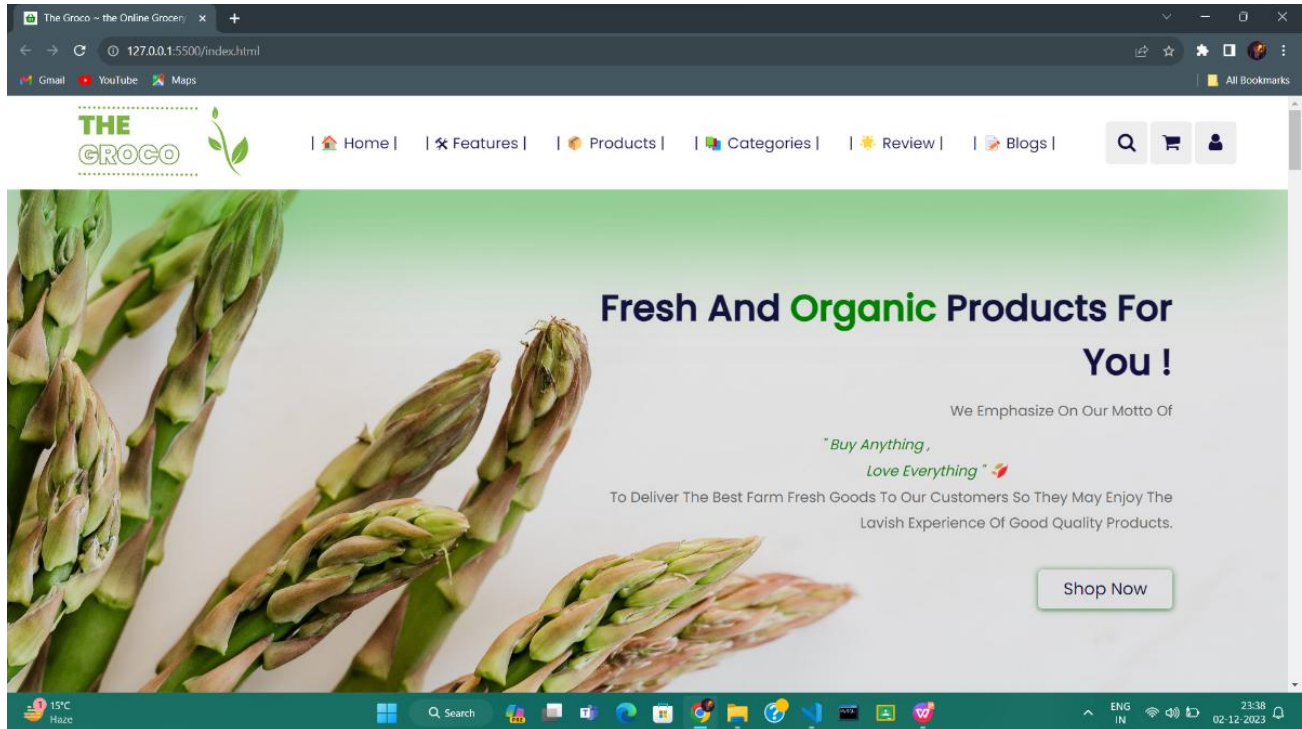 The Groco ~ the Online Grocery
127.0.0.1:5500/index.html
Gmail YouTube Maps All Bookmarks
THE
GROCO
| Home | | Features | | Products | | Categories | | Review | | Blogs |
Fresh And Organic Products For
You !
We Emphasize On Our Motto Of
" Buy Anything ,
Love Everything "
To Deliver The Best Farm Fresh Goods To Our Customers So They May Enjoy The
Lavish Experience Of Good Quality Products.
Shop Now
1
15°C
Haze
Search
ENG
IN
23:38
02-12-2023